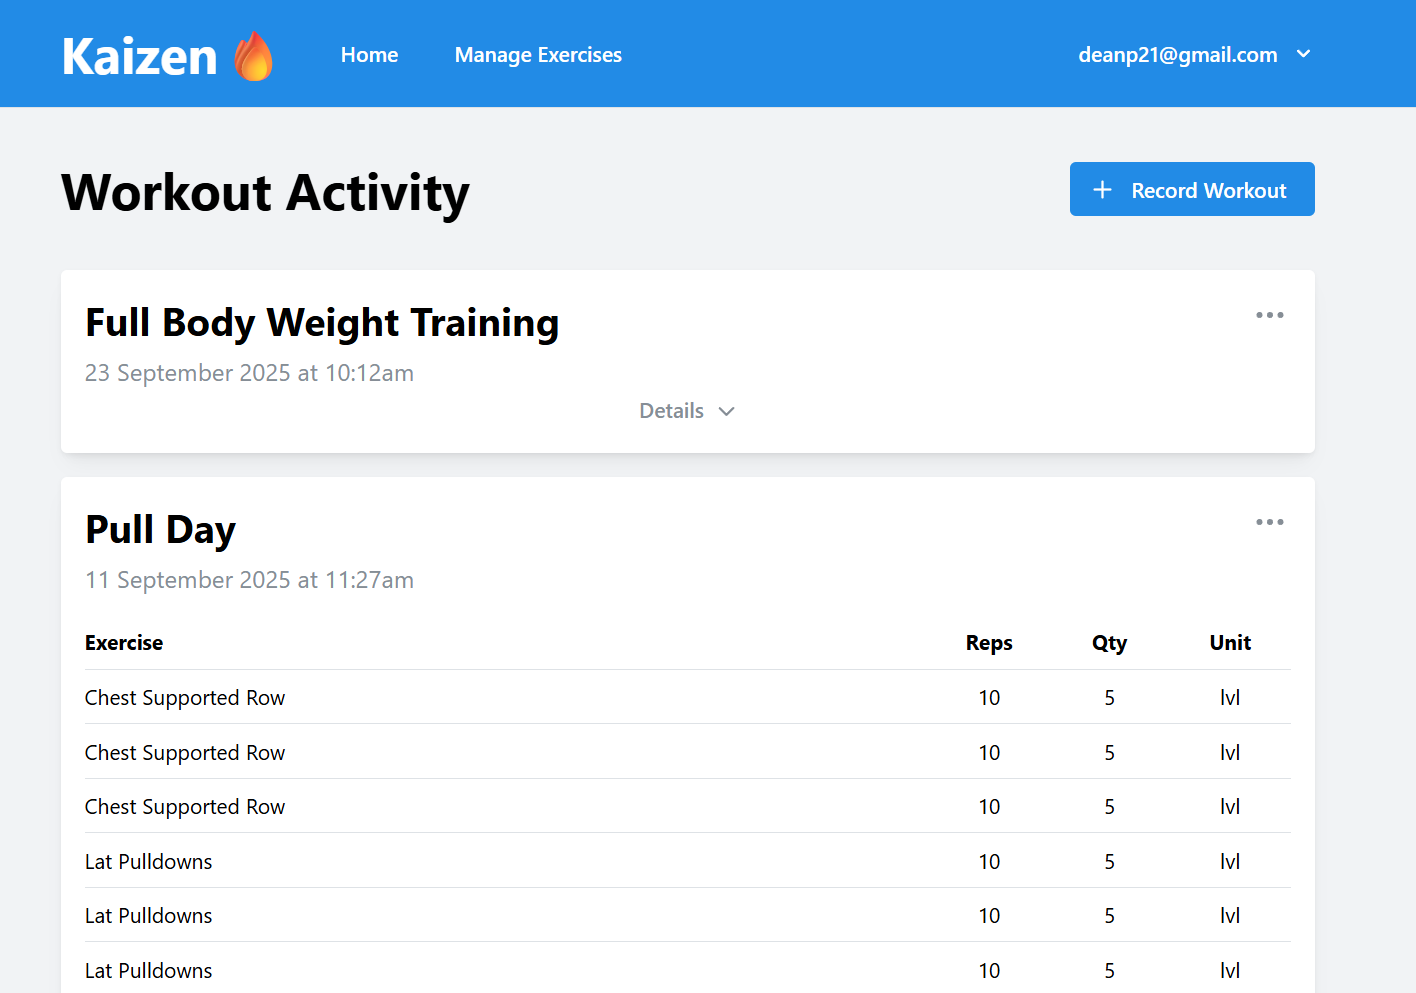 Kaizen Home Manage Exercises deanp21@gmail.com
Workout Activity Record Workout
Full Body Weight Training
23 September 2025 at 10:12am
Details
Pull Day
11 September 2025 at 11:27am
Exercise Reps Qty Unit
Chest Supported Row 10 5 lvl
Chest Supported Row 10 5 lvl
Chest Supported Row 10 5 lvl
Lat Pulldowns 10 5 lvl
Lat Pulldowns 10 5 lvl
Lat Pulldowns 10 5 lvl